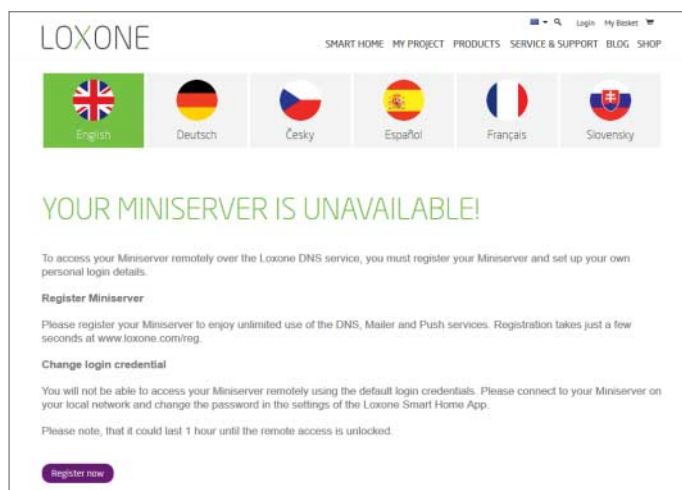 LOXONE
Login My Basket
SMART HOME MY PROJECT PRODUCTS SERVICE & SUPPORT BLOG SHOP
English Deutsch Česky Español Français Slovensky
YOUR MINISERVER IS UNAVAILABLE!
To access your Miniserver remotely over the Loxone DNS service, you must register your Miniserver and set up your own
personal login details.
Register Miniserver
Please register your Miniserver to enjoy unlimited use of the DNS, Mailer and Push services. Registration takes just a few
seconds at www.loxone.com/reg.
Change login credential
You will not be able to access your Miniserver remotely using the default login credentials. Please connect to your Miniserver on
your local network and change the password in the settings of the Loxone Smart Home App.
Please note, that it could last 1 hour until the remote access is unlocked.
Register now